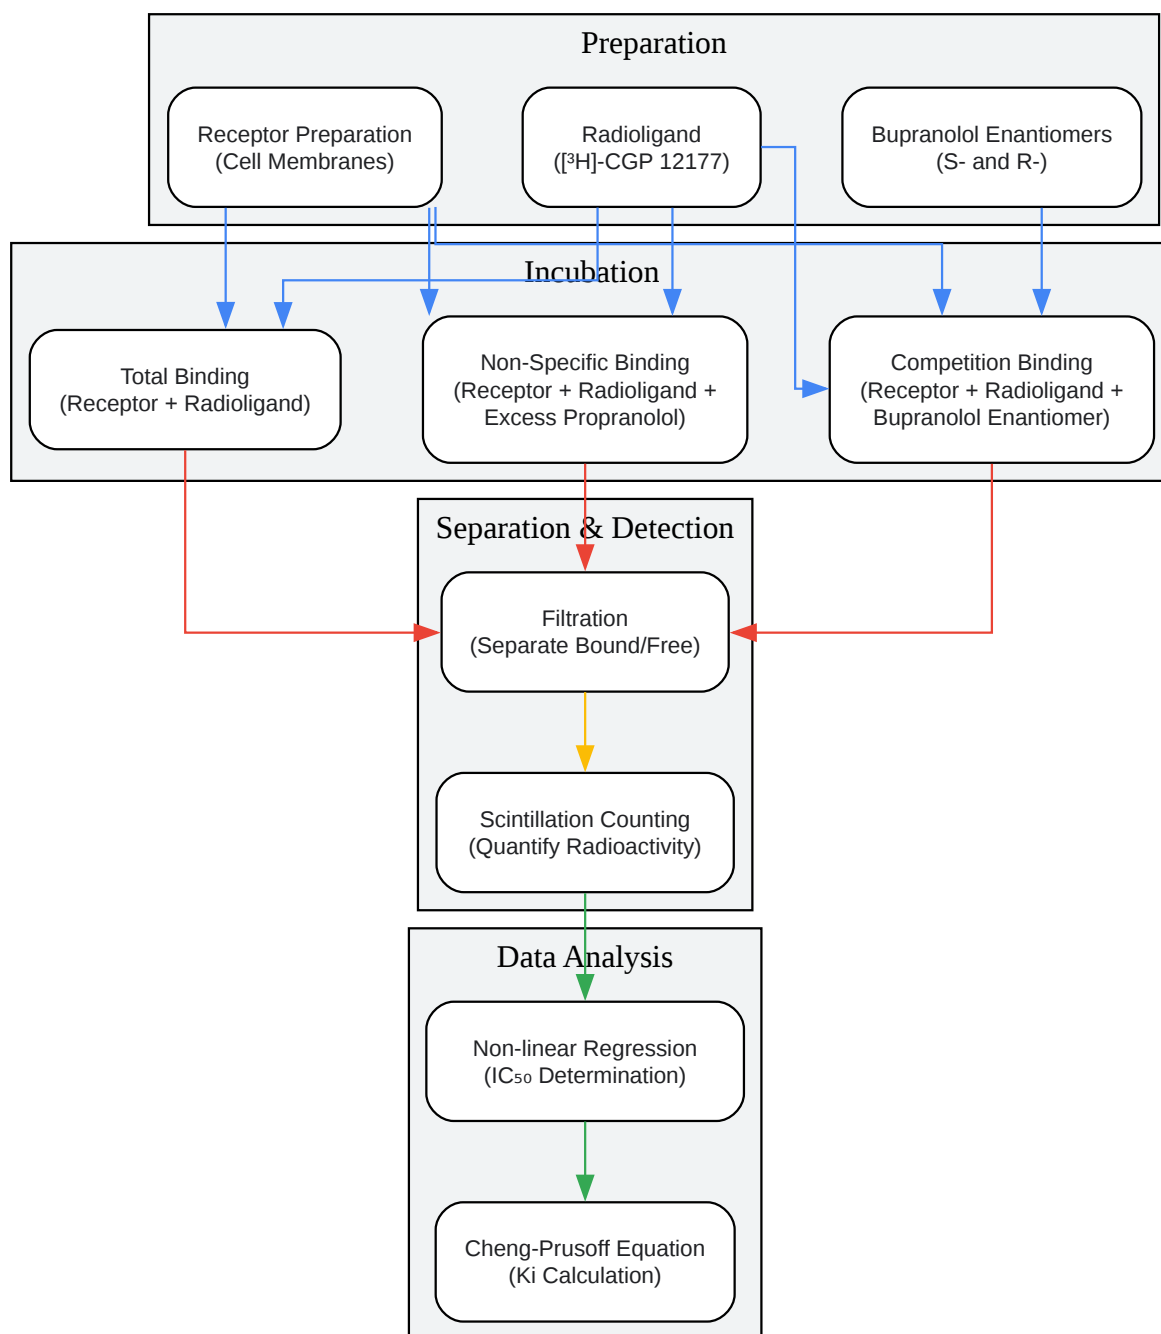 Preparation
Receptor Preparation
(Cell Membranes)
Radioligand
([³H]-CGP 12177)
Bupranolol Enantiomers
(S- and R-)
Incubation
Total Binding
(Receptor + Radioligand)
Non-Specific Binding
(Receptor + Radioligand +
Excess Propranolol)
Competition Binding
(Receptor + Radioligand +
Bupranolol Enantiomer)
Separation & Detection
Filtration
(Separate Bound/Free)
Scintillation Counting
(Quantify Radioactivity)
Data Analysis
Non-linear Regression
(IC₅₀ Determination)
Cheng-Prusoff Equation
(Ki Calculation)